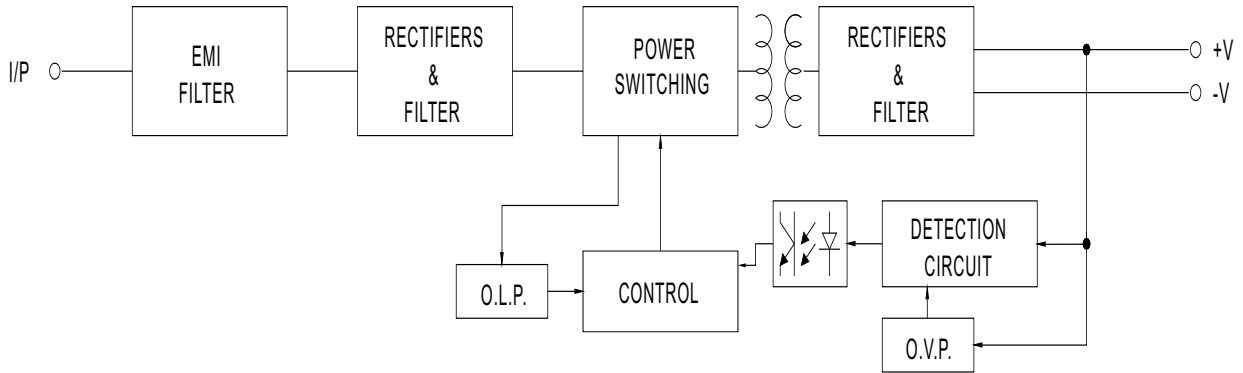 I/P
EMI
FILTER
RECTIFIERS
&
FILTER
POWER
SWITCHING
RECTIFIERS
&
FILTER
+V
-V
O.L.P.
CONTROL
DETECTION
CIRCUIT
O.V.P.